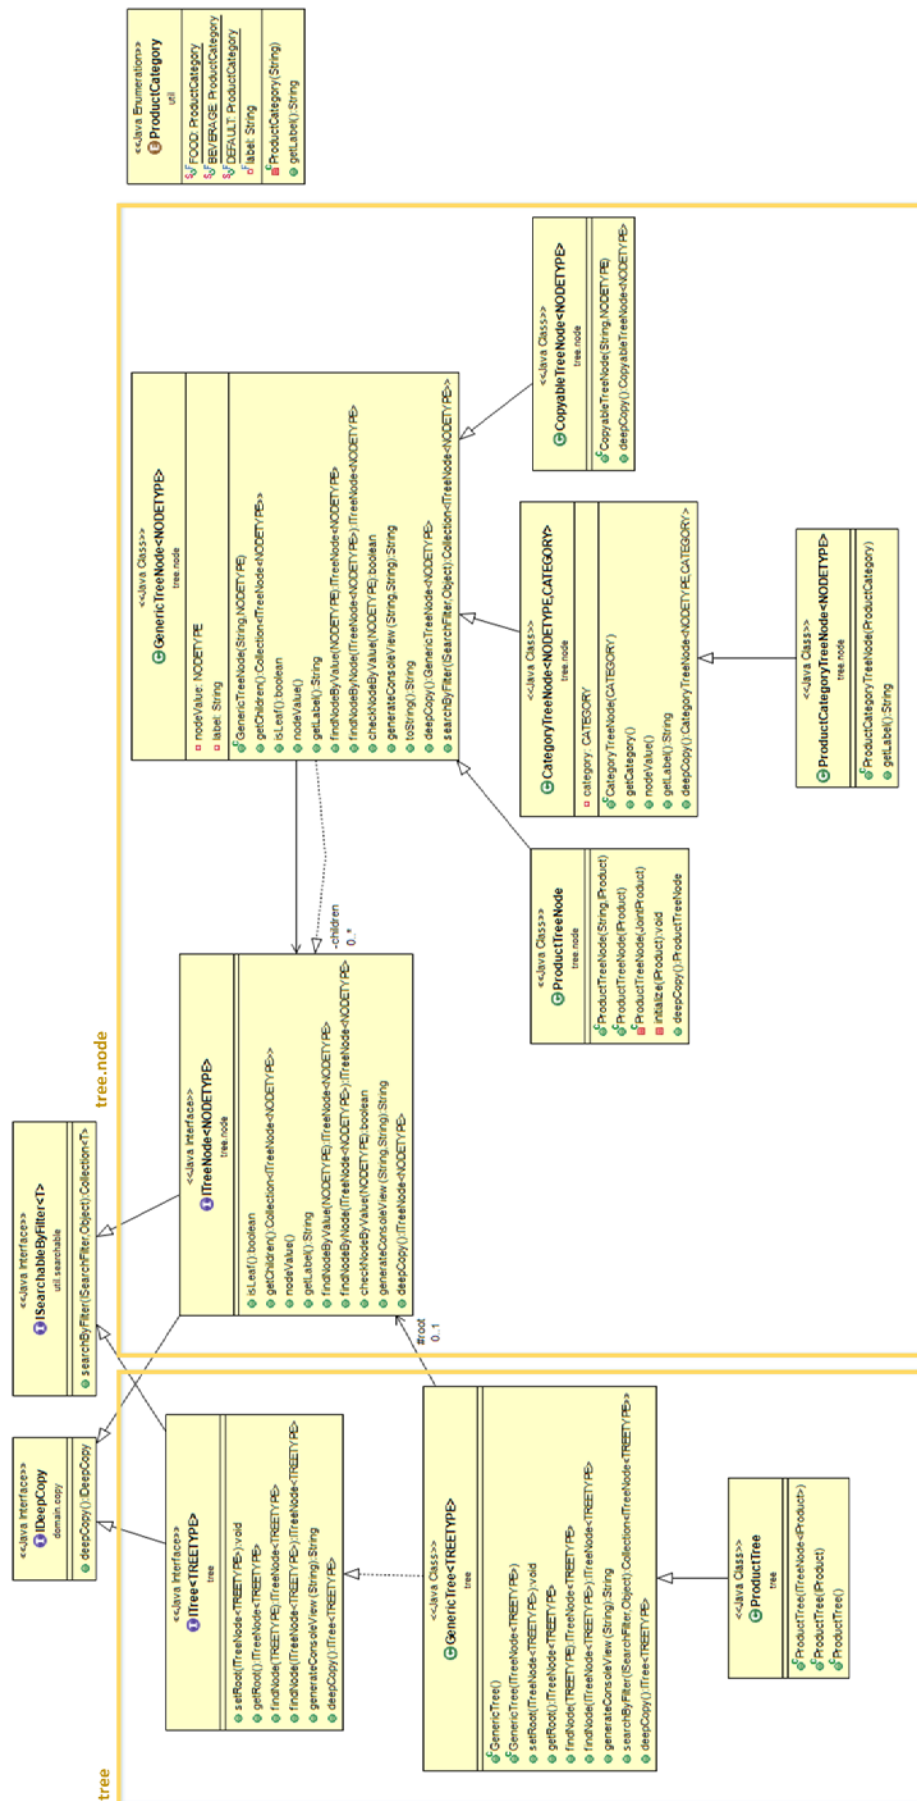 tree
tree.node
<<Java Interface>>
IDeepCopy
domain.copy
deepCopy():IDeepCopy
<<Java Interface>>
ISearchableByFilter<T>
util.searchable
searchByFilter(ISearchFilter,Object):Collection<T>
<<Java Enumeration>>
ProductCategory
util
FOOD: ProductCategory
BEVERAGE: ProductCategory
DEFAULT: ProductCategory
label: String
ProductCategory(String)
getLabel():String
<<Java Interface>>
ITree<TREETYPE>
tree
setRoot(ITreeNode<TREETYPE>):void
getRoot():ITreeNode<TREETYPE>
findNode(TREETYPE):ITreeNode<TREETYPE>
findNode(ITreeNode<TREETYPE>):ITreeNode<TREETYPE>
generateConsoleView(String):String
deepCopy():ITree<TREETYPE>
<<Java Interface>>
ITreeNode<NODETYPE>
tree.node
isLeaf():boolean
getChildren():Collection<ITreeNode<NODETYPE>>
nodeValue()
getLabel():String
findNodeByValue(NODETYPE):ITreeNode<NODETYPE>
findNodeByNode(ITreeNode<NODETYPE>):ITreeNode<NODETYPE>
checkNodeByValue(NODETYPE):boolean
generateConsoleView(String,String):String
deepCopy():ITreeNode<NODETYPE>
-children
0..*
#root
0..1
<<Java Class>>
GenericTreeNode<NODETYPE>
tree.node
nodeValue: NODETYPE
label: String
GenericTreeNode(String,NODETYPE)
getChildren():Collection<ITreeNode<NODETYPE>>
isLeaf():boolean
nodeValue()
getLabel():String
findNodeByValue(NODETYPE):ITreeNode<NODETYPE>
findNodeByNode(ITreeNode<NODETYPE>):ITreeNode<NODETYPE>
checkNodeByValue(NODETYPE):boolean
generateConsoleView(String,String):String
toString():String
deepCopy():GenericTreeNode<NODETYPE>
searchByFilter(ISearchFilter,Object):Collection<ITreeNode<NODETYPE>>
<<Java Class>>
GenericTree<TREETYPE>
tree
GenericTree()
GenericTree(ITreeNode<TREETYPE>)
setRoot(ITreeNode<TREETYPE>):void
getRoot():ITreeNode<TREETYPE>
findNode(TREETYPE):ITreeNode<TREETYPE>
findNode(ITreeNode<TREETYPE>):ITreeNode<TREETYPE>
generateConsoleView(String):String
searchByFilter(ISearchFilter,Object):Collection<ITreeNode<TREETYPE>>
deepCopy():ITree<TREETYPE>
<<Java Class>>
ProductTreeNode
tree.node
ProductTreeNode(String,IProduct)
ProductTreeNode(IProduct)
ProductTreeNode(JointProduct)
initialize(IProduct):void
deepCopy():ProductTreeNode
<<Java Class>>
CategoryTreeNode<NODETYPE,CATEGORY>
tree.node
category: CATEGORY
CategoryTreeNode(CATEGORY)
getCategory()
nodeValue()
getLabel():String
deepCopy():CategoryTreeNode<NODETYPE,CATEGORY>
<<Java Class>>
CopyableTreeNode<NODETYPE>
tree.node
CopyableTreeNode(String,NODETYPE)
deepCopy():CopyableTreeNode<NODETYPE>
<<Java Class>>
ProductTree
tree
ProductTree(ITreeNode<IProduct>)
ProductTree(IProduct)
ProductTree()
<<Java Class>>
ProductCategoryTreeNode<NODETYPE>
tree.node
ProductCategoryTreeNode(ProductCategory)
getLabel():String